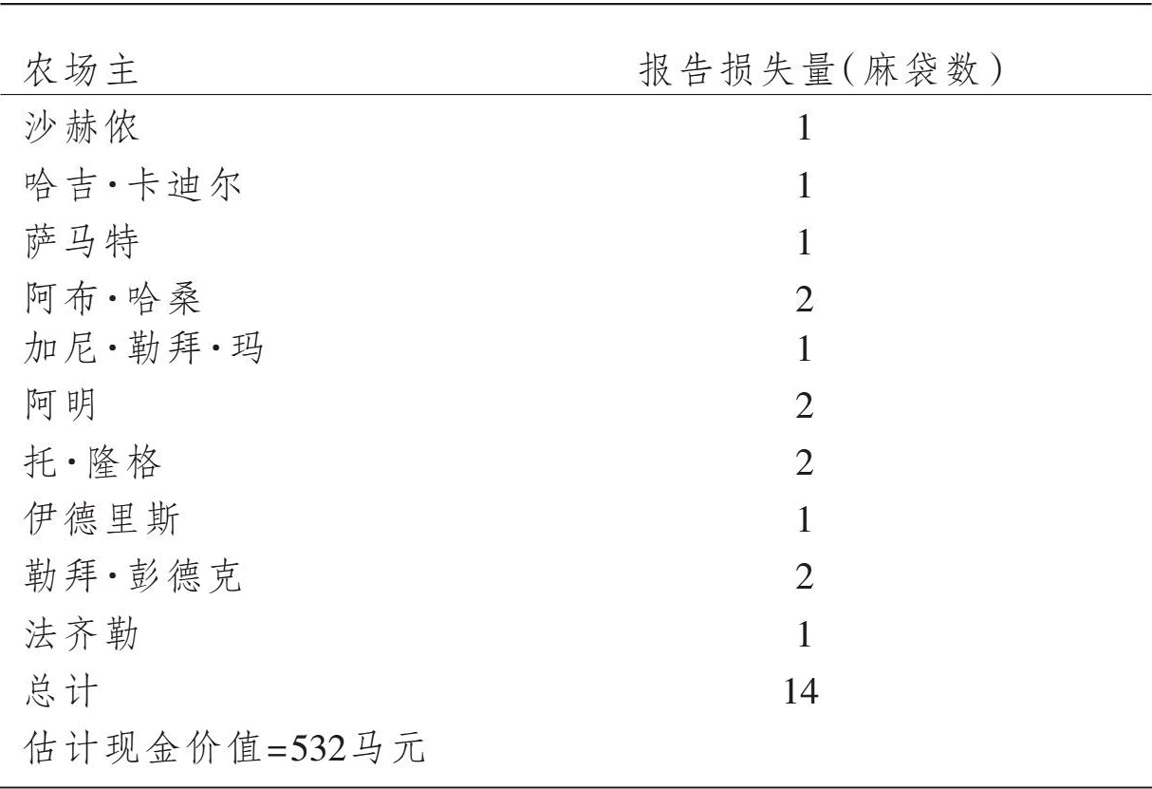 农场主 报告损失量(麻袋数)
沙赫侬 1
哈吉·卡迪尔 1
萨马特 1
阿布·哈桑 2
加尼·勒拜·玛 1
阿明 2
托·隆格 2
伊德里斯 1
勒拜·彭德克 2
法齐勒 1
总计 14
估计现金价值=532马元